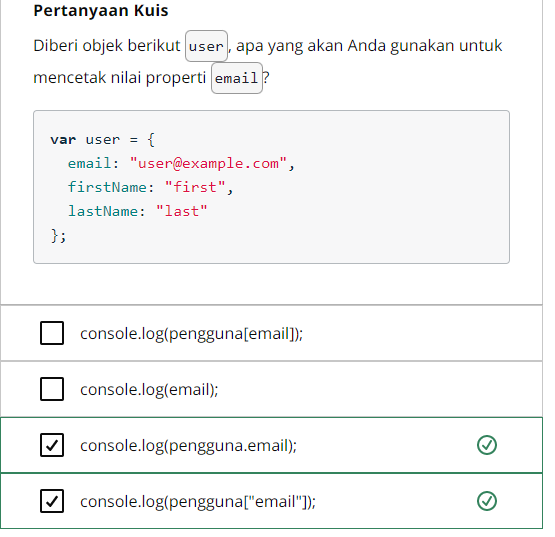 Pertanyaan Kuis
Diberi objek berikut user, apa yang akan Anda gunakan untuk
mencetak nilai properti email?
var user = {
  email: "user@example.com",
  firstName: "first",
  lastName: "last"
};
console.log(pengguna[email]);
console.log(email);
console.log(pengguna.email);
console.log(pengguna["email"]);